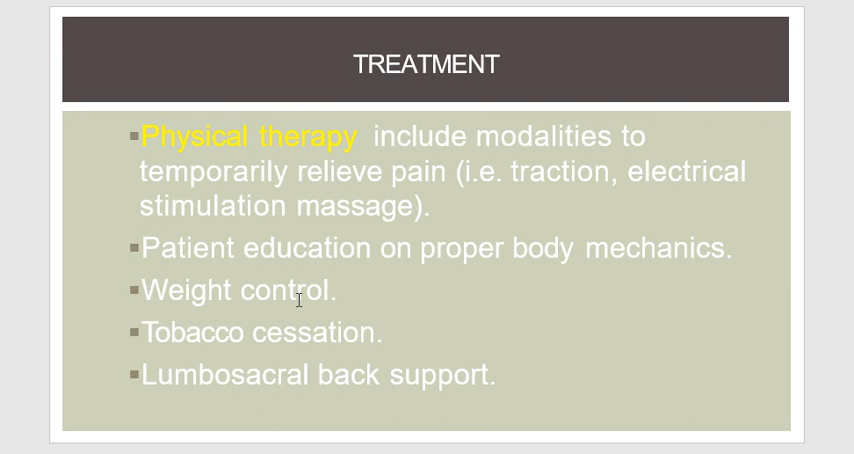 TREATMENT
▪Physical therapy include modalities to
temporarily relieve pain (i.e. traction, electrical
stimulation massage).
▪Patient education on proper body mechanics.
▪Weight control.
▪Tobacco cessation.
▪Lumbosacral back support.